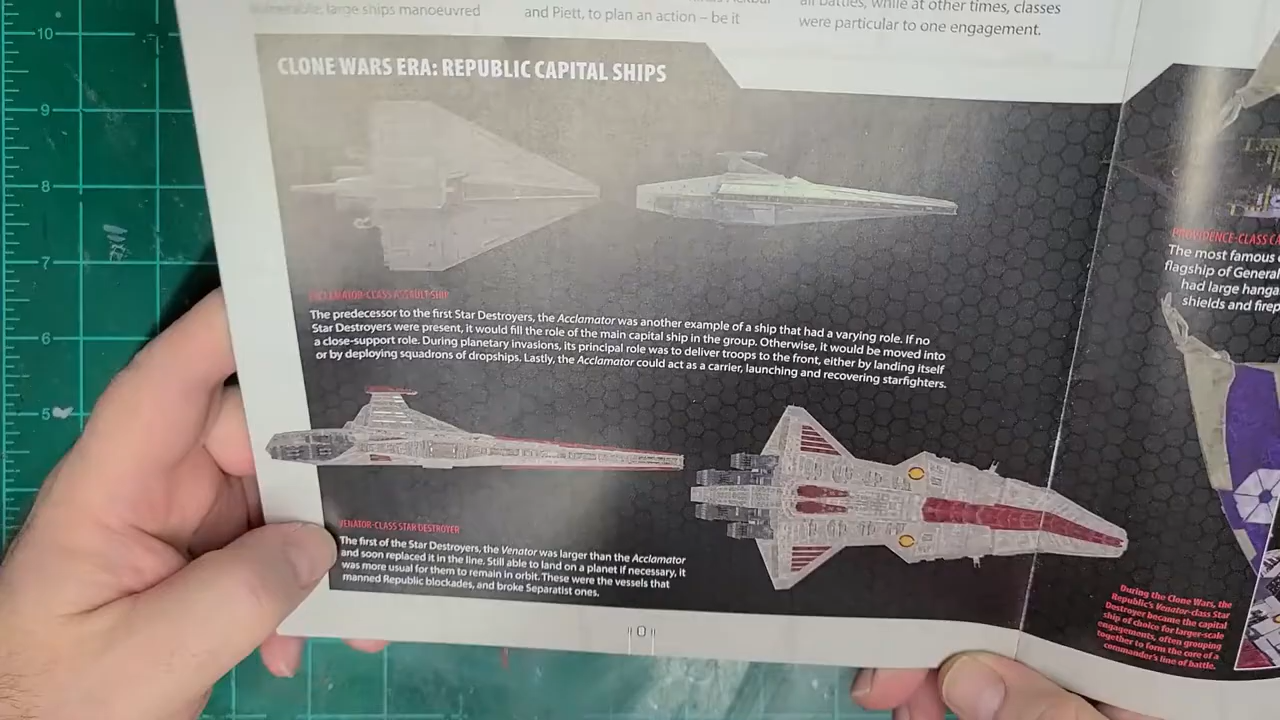 10
9
8
7
6
5
large ships manoeuvred
and Piett, to plan an action – be it
all battles, while at other times, classes
were particular to one engagement.
CLONE WARS ERA: REPUBLIC CAPITAL SHIPS
ACCLAMATOR-CLASS ASSAULT SHIP
The predecessor to the first Star Destroyers, the Acclamator was another example of a ship that had a varying role. If no
Star Destroyers were present, it would fill the role of the main capital ship in the group. Otherwise, it would be moved into
a close-support role. During planetary invasions, its principal role was to deliver troops to the front, either by landing itself
or by deploying squadrons of dropships. Lastly, the Acclamator could act as a carrier, launching and recovering starfighters.
VENATOR-CLASS STAR DESTROYER
The first of the Star Destroyers, the Venator was larger than the Acclamator
and soon replaced it in the line. Still able to land on a planet if necessary, it
was more usual for them to remain in orbit. These were the vessels that
manned Republic blockades, and broke Separatist ones.
PROVIDENCE-CLASS CA
The most famous
flagship of General
had large hanga
shields and firep
During the Clone Wars, the
Republic's Venator-class Star
Destroyer became the capital
ship of choice for larger-scale
engagements, often grouping
together to form the core of a
commander's line of battle.